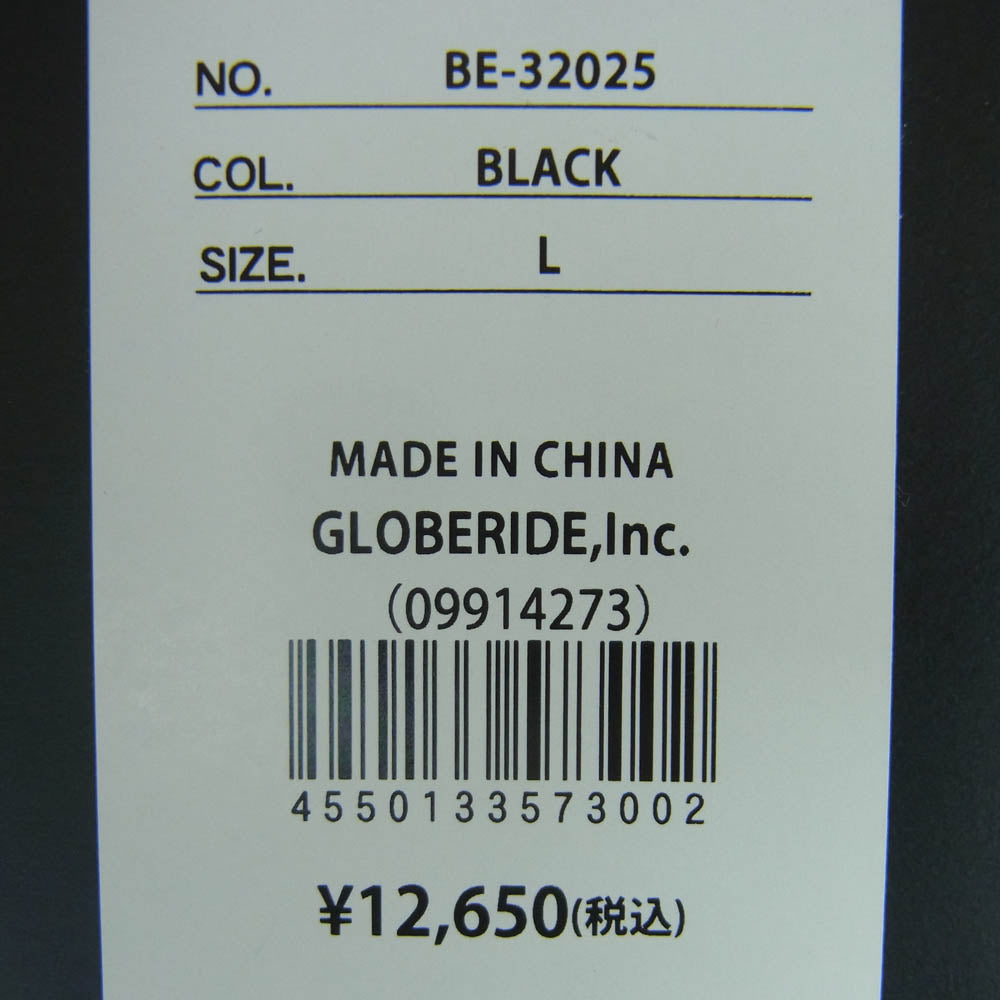 NO. BE-32025
COL. BLACK
SIZE. L
MADE IN CHINA
GLOBERIDE,Inc.
(09914273)
4550133573002
¥12,650(税込)